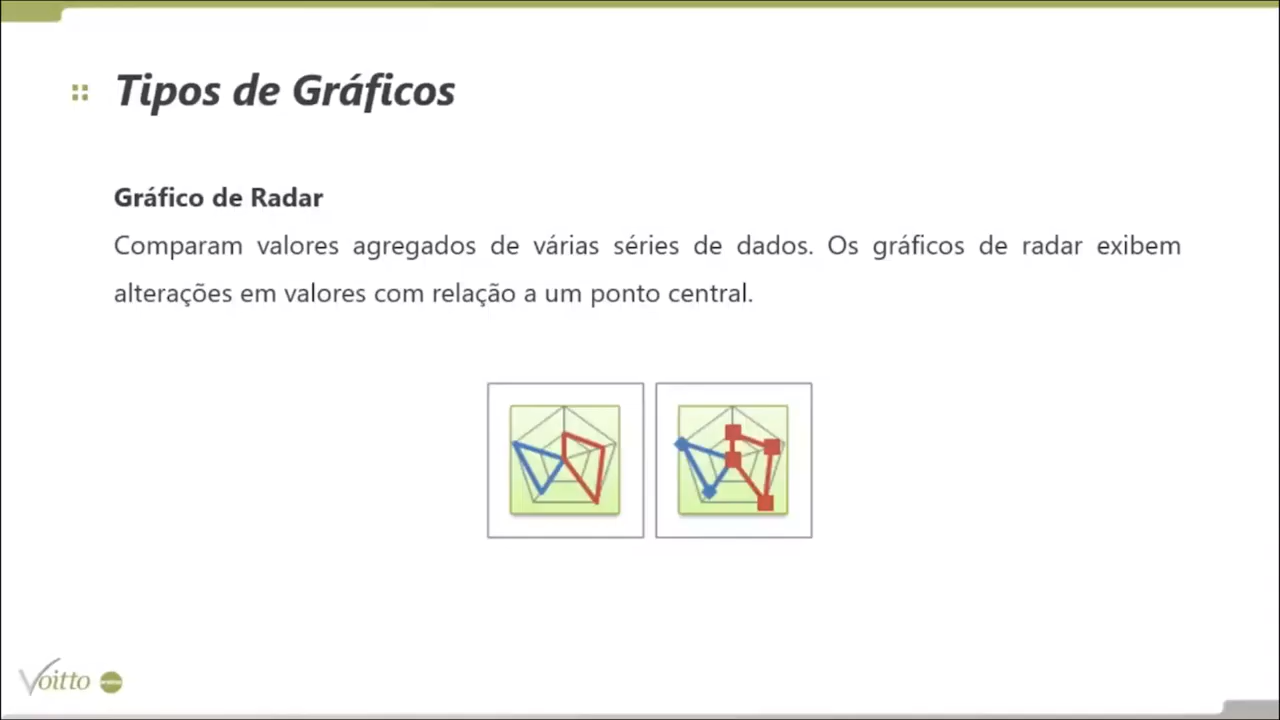 Tipos de Gráficos
Gráfico de Radar
Comparam valores agregados de várias séries de dados. Os gráficos de radar exibem
alterações em valores com relação a um ponto central.
Voitto